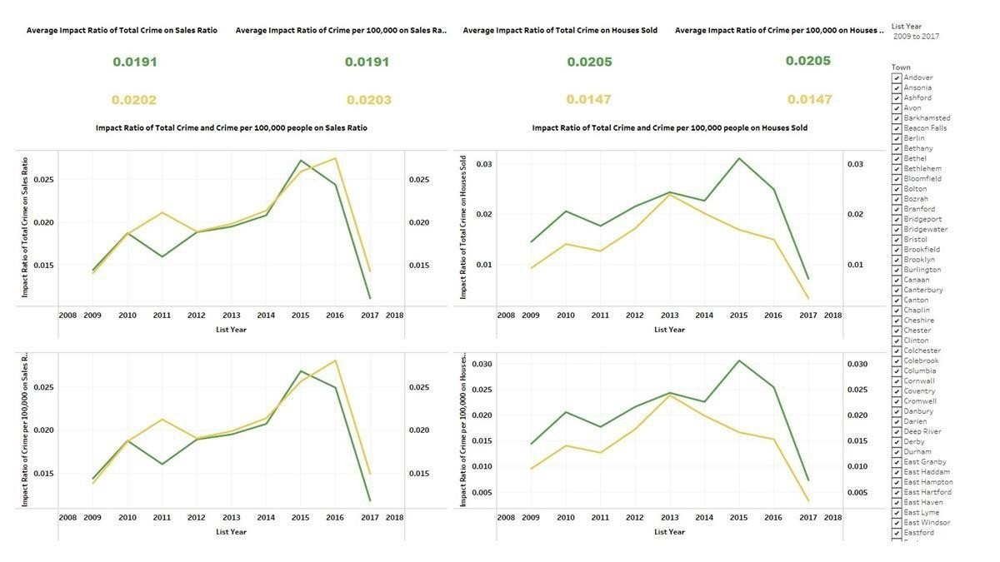 Average Impact Ratio of Total Crime on Sales Ratio
Average Impact Ratio of Crime per 100,000 on Sales Ra..
Average Impact Ratio of Total Crime on Houses Sold
Average Impact Ratio of Crime per 100,000 on Houses ..
0.0191
0.0191
0.0205
0.0205
0.0202
0.0203
0.0147
0.0147
Impact Ratio of Total Crime and Crime per 100,000 people on Sales Ratio
Impact Ratio of Total Crime on Sales Ratio
0.025
0.020
0.015
0.025
0.020
0.015
2008 2009 2010 2011 2012 2013 2014 2015 2016 2017 2018
List Year
Impact Ratio of Crime per 100,000 on Sales R..
0.025
0.020
0.015
0.025
0.020
0.015
2008 2009 2010 2011 2012 2013 2014 2015 2016 2017 2018
List Year
Impact Ratio of Total Crime and Crime per 100,000 people on Houses Sold
Impact Ratio of Total Crime on Houses Sold
0.03
0.02
0.01
0.03
0.02
0.01
2008 2009 2010 2011 2012 2013 2014 2015 2016 2017 2018
List Year
Impact Ratio of Crime per 100,000 on Houses..
0.030
0.025
0.020
0.015
0.010
0.005
0.030
0.025
0.020
0.015
0.010
0.005
2008 2009 2010 2011 2012 2013 2014 2015 2016 2017 2018
List Year
List Year
2009 to 2017
Town
Andover
Ansonia
Ashford
Avon
Barkhamsted
Beacon Falls
Berlin
Bethany
Bethel
Bethlehem
Bloomfield
Bolton
Bozrah
Branford
Bridgeport
Bridgewater
Bristol
Brookfield
Brooklyn
Burlington
Canaan
Canterbury
Canton
Chaplin
Cheshire
Chester
Clinton
Colchester
Colebrook
Columbia
Cornwall
Coventry
Cromwell
Danbury
Darien
Deep River
Derby
Durham
East Granby
East Haddam
East Hampton
East Hartford
East Haven
East Lyme
East Windsor
Eastford